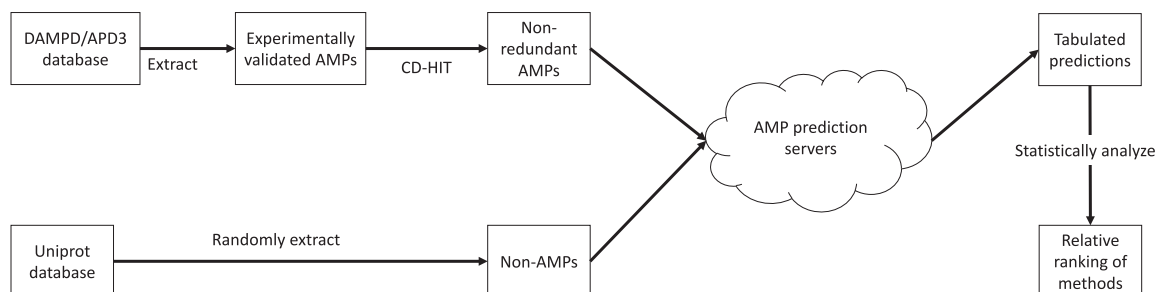 DAMPD/APD3
database
Extract
Experimentally
validated AMPs
CD-HIT
Non-
redundant
AMPs
AMP prediction
servers
Tabulated
predictions
Statistically analyze
Uniprot
database
Randomly extract
Non-AMPs
Relative
ranking of
methods